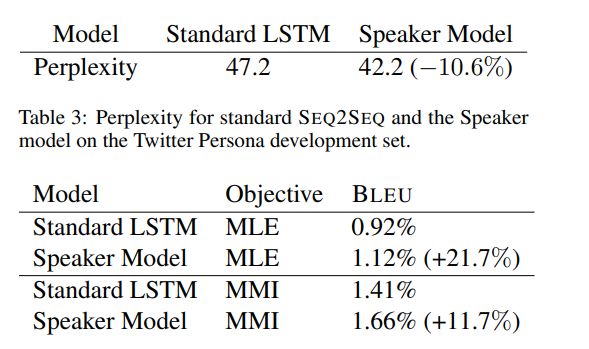 Model Standard LSTM Speaker Model
Perplexity 47.2 42.2 (−10.6%)
Table 3: Perplexity for standard SEQ2SEQ and the Speaker
model on the Twitter Persona development set.
Model Objective BLEU
Standard LSTM MLE 0.92%
Speaker Model MLE 1.12% (+21.7%)
Standard LSTM MMI 1.41%
Speaker Model MMI 1.66% (+11.7%)